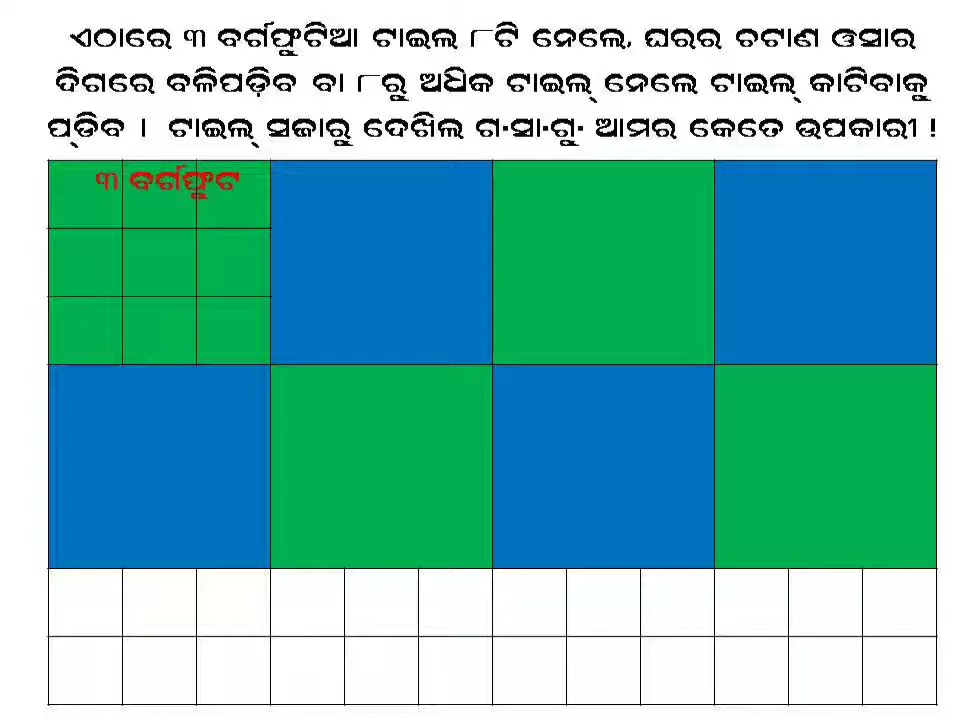 ଏଠାରେ ୩ ବର୍ଗଫୁଟିଆ ଟାଇଲ ୮ଟି ନେଲେ, ଘରର ଚଟାଣ ଓସାର
ଦିଗରେ ବଳିପଡ଼ିବ ବା ୮ରୁ ଅଧିକ ଟାଇଲ୍ ନେଲେ ଟାଇଲ୍ କାଟିବାକୁ
ପଡିବ । ଟାଇଲ୍ ସଜାରୁ ଦେଖିଲ ଗ.ସା.ଗୁ. ଆମର କେତେ ଉପକାରୀ !
୩ ବର୍ଗଫୁଟ